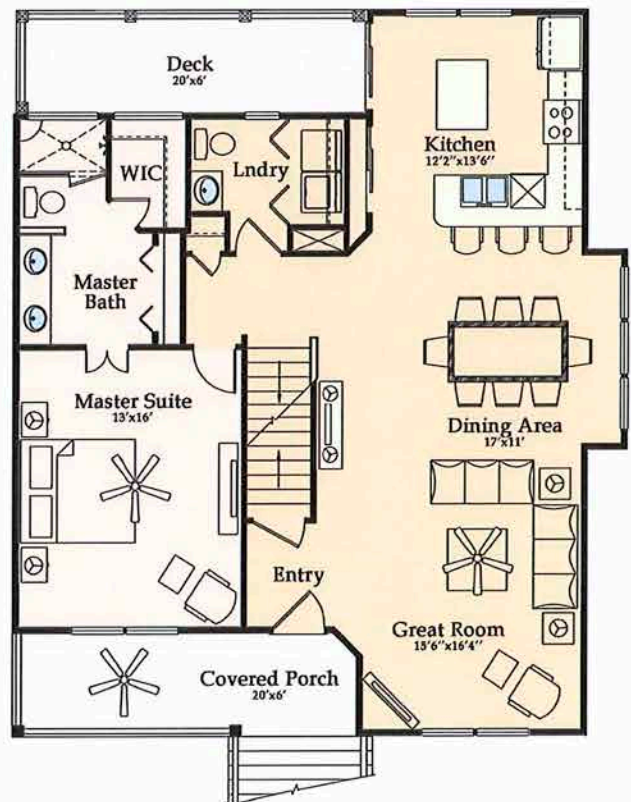 Deck
20'x6'
Kitchen
12'2"x13'6"
WIC
Lndry
Master
Bath
Master Suite
13'x16'
Dining Area
17'x11'
Entry
Great Room
15'6"x16'4"
Covered Porch
20'x6'